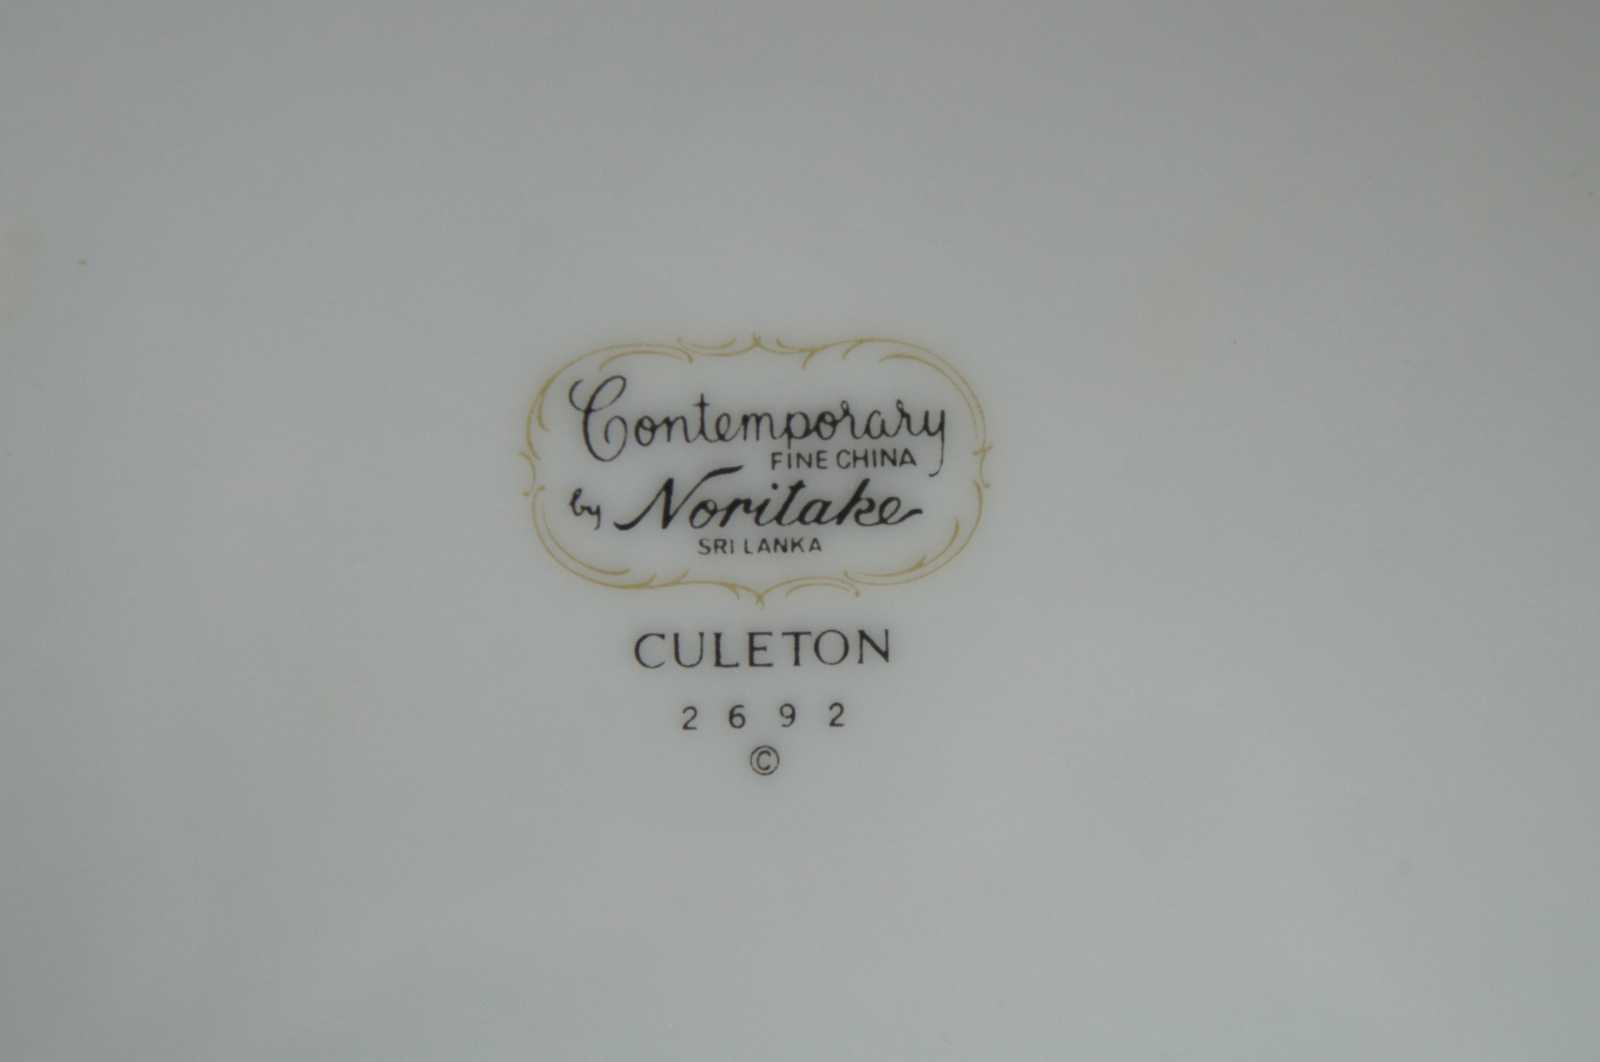 Contemporary
FINE CHINA
by Noritake
SRI LANKA
CULETON
2692
©